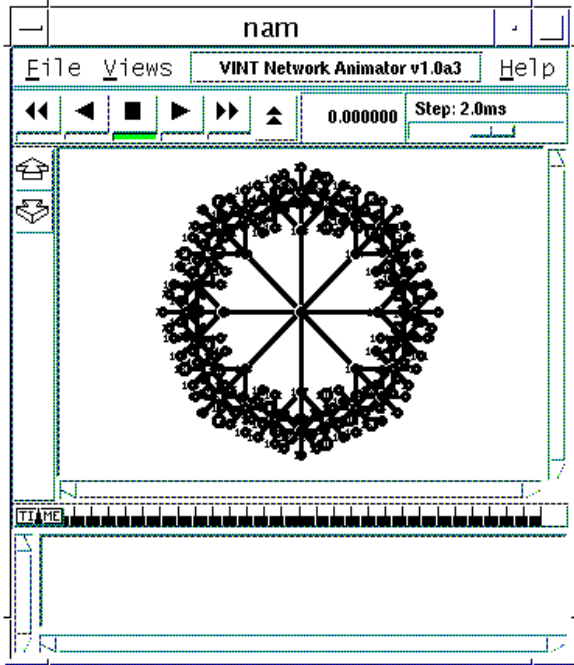 nam
File Views VINT Network Animator v1.0a3 Help
0.000000 Step: 2.0ms
TIME